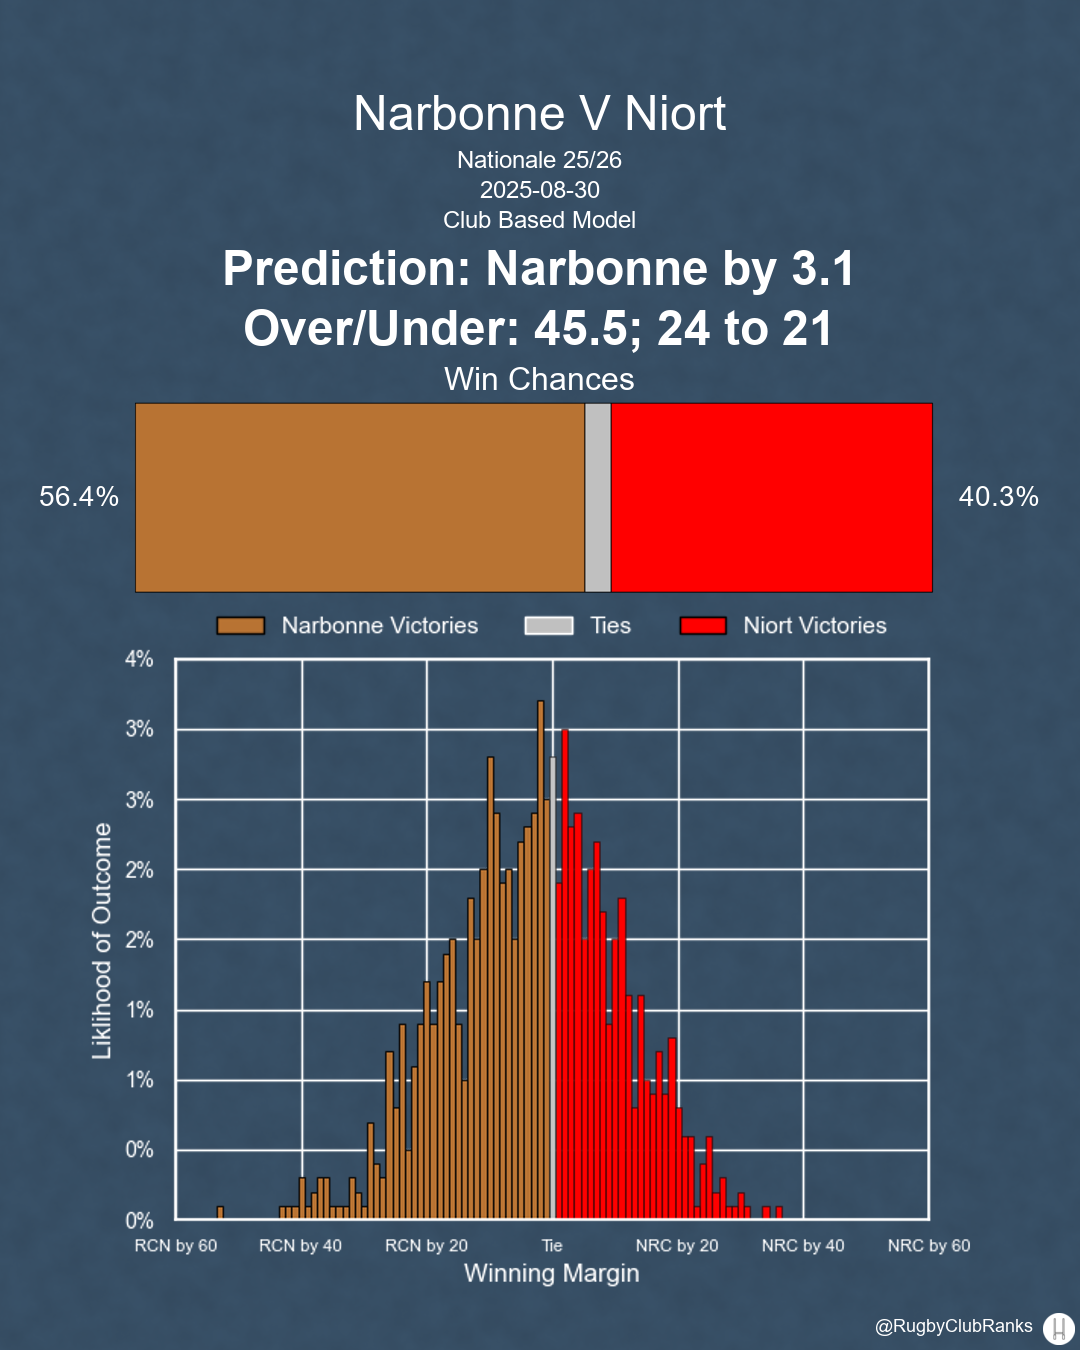 Narbonne V Niort
Nationale 25/26
2025-08-30
Club Based Model
Prediction: Narbonne by 3.1
Over/Under: 45.5; 24 to 21
Win Chances
56.4%
40.3%
Narbonne Victories
Ties
Niort Victories
4%
3%
3%
2%
2%
1%
1%
0%
0%
Liklihood of Outcome
RCN by 60
RCN by 40
RCN by 20
Tie
NRC by 20
NRC by 40
NRC by 60
Winning Margin
@RugbyClubRanks